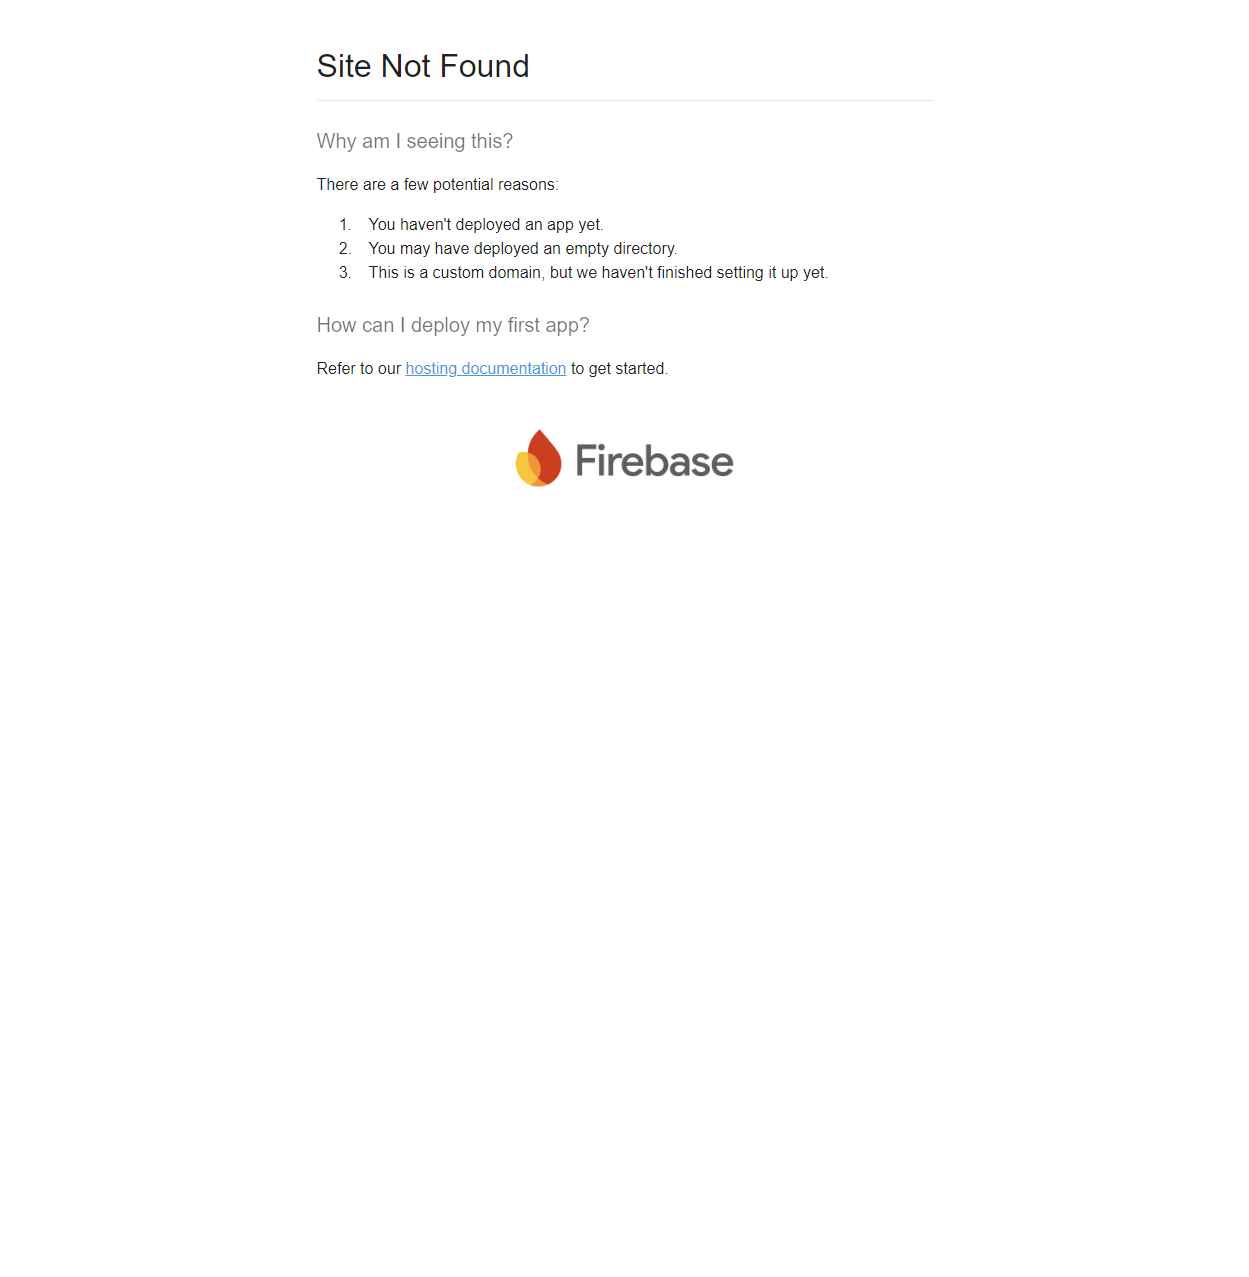 Site Not Found
Why am I seeing this?
There are a few potential reasons:
1. You haven't deployed an app yet.
2. You may have deployed an empty directory.
3. This is a custom domain, but we haven't finished setting it up yet.
How can I deploy my first app?
Refer to our hosting documentation to get started.
Firebase